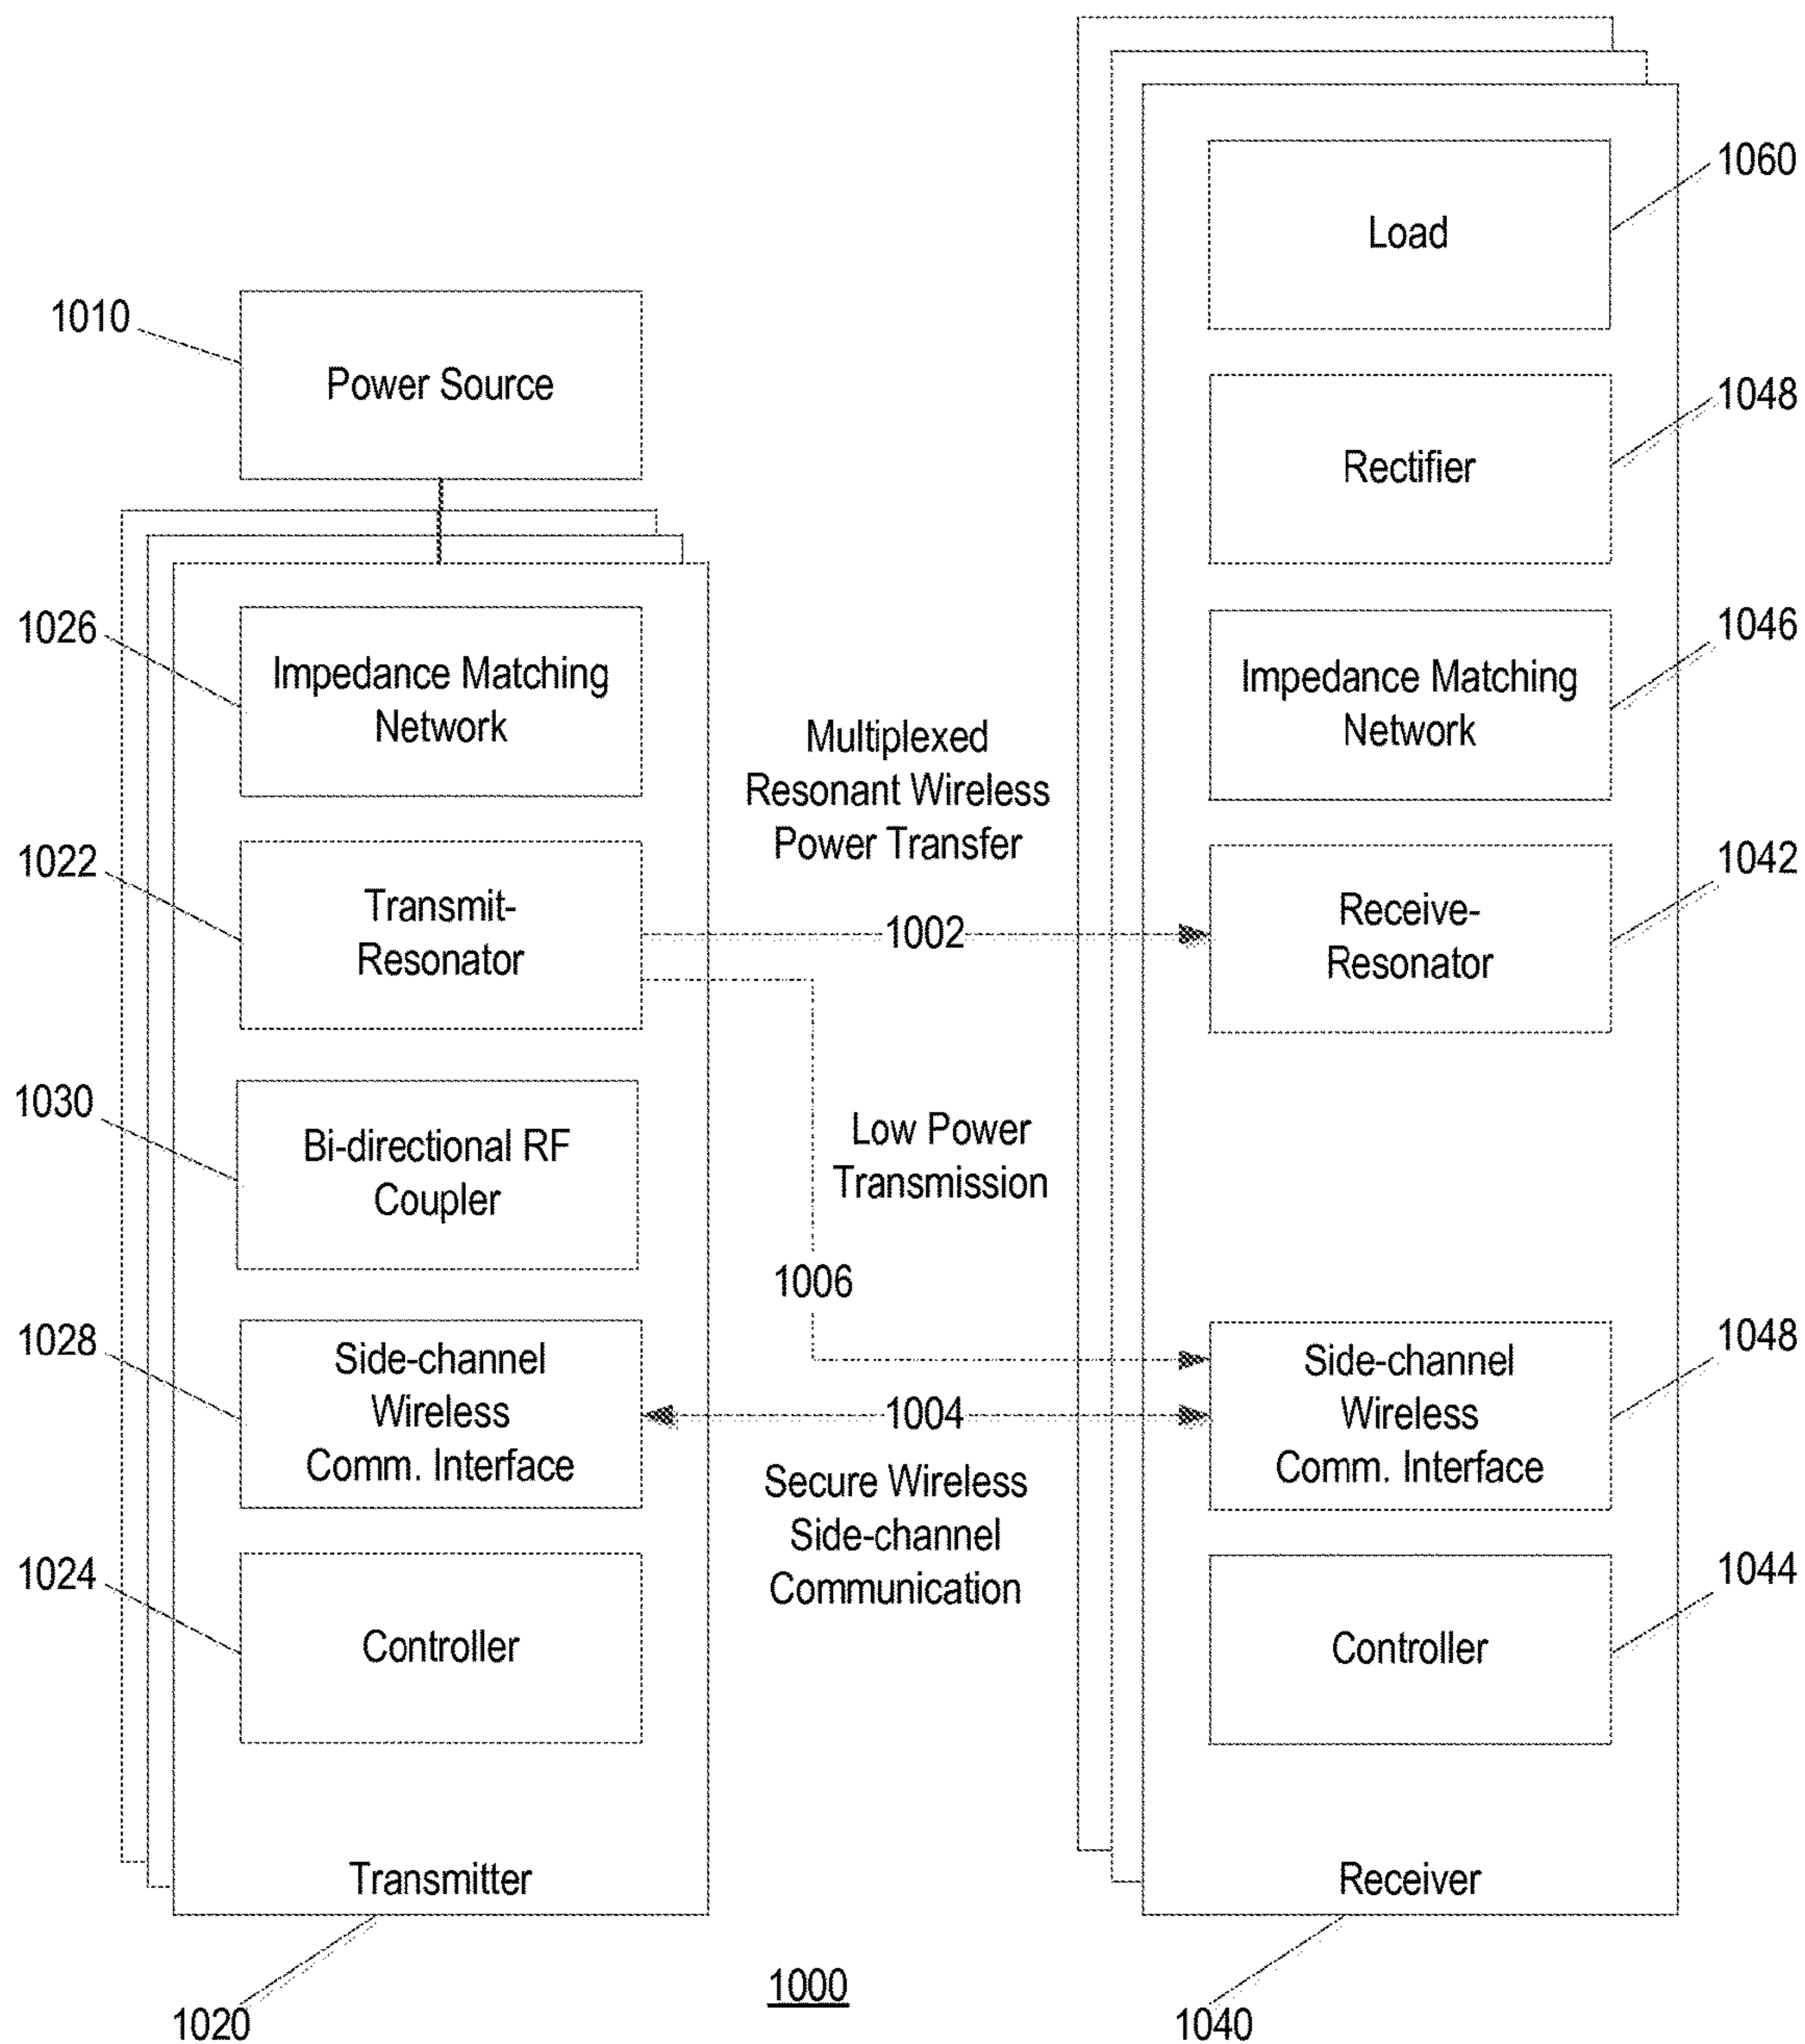 1060
Load
1010
Power Source
1048
Rectifier
1026
Impedance Matching
Network
1046
Impedance Matching
Network
Multiplexed
Resonant Wireless
Power Transfer
1022
Transmit-
Resonator
1002
1042
Receive-
Resonator
1030
Bi-directional RF
Coupler
Low Power
Transmission
1006
1028
Side-channel
Wireless
Comm. Interface
1048
Side-channel
Wireless
Comm. Interface
1004
Secure Wireless
Side-channel
Communication
1024
Controller
1044
Controller
Transmitter
Receiver
1000
1020
1040